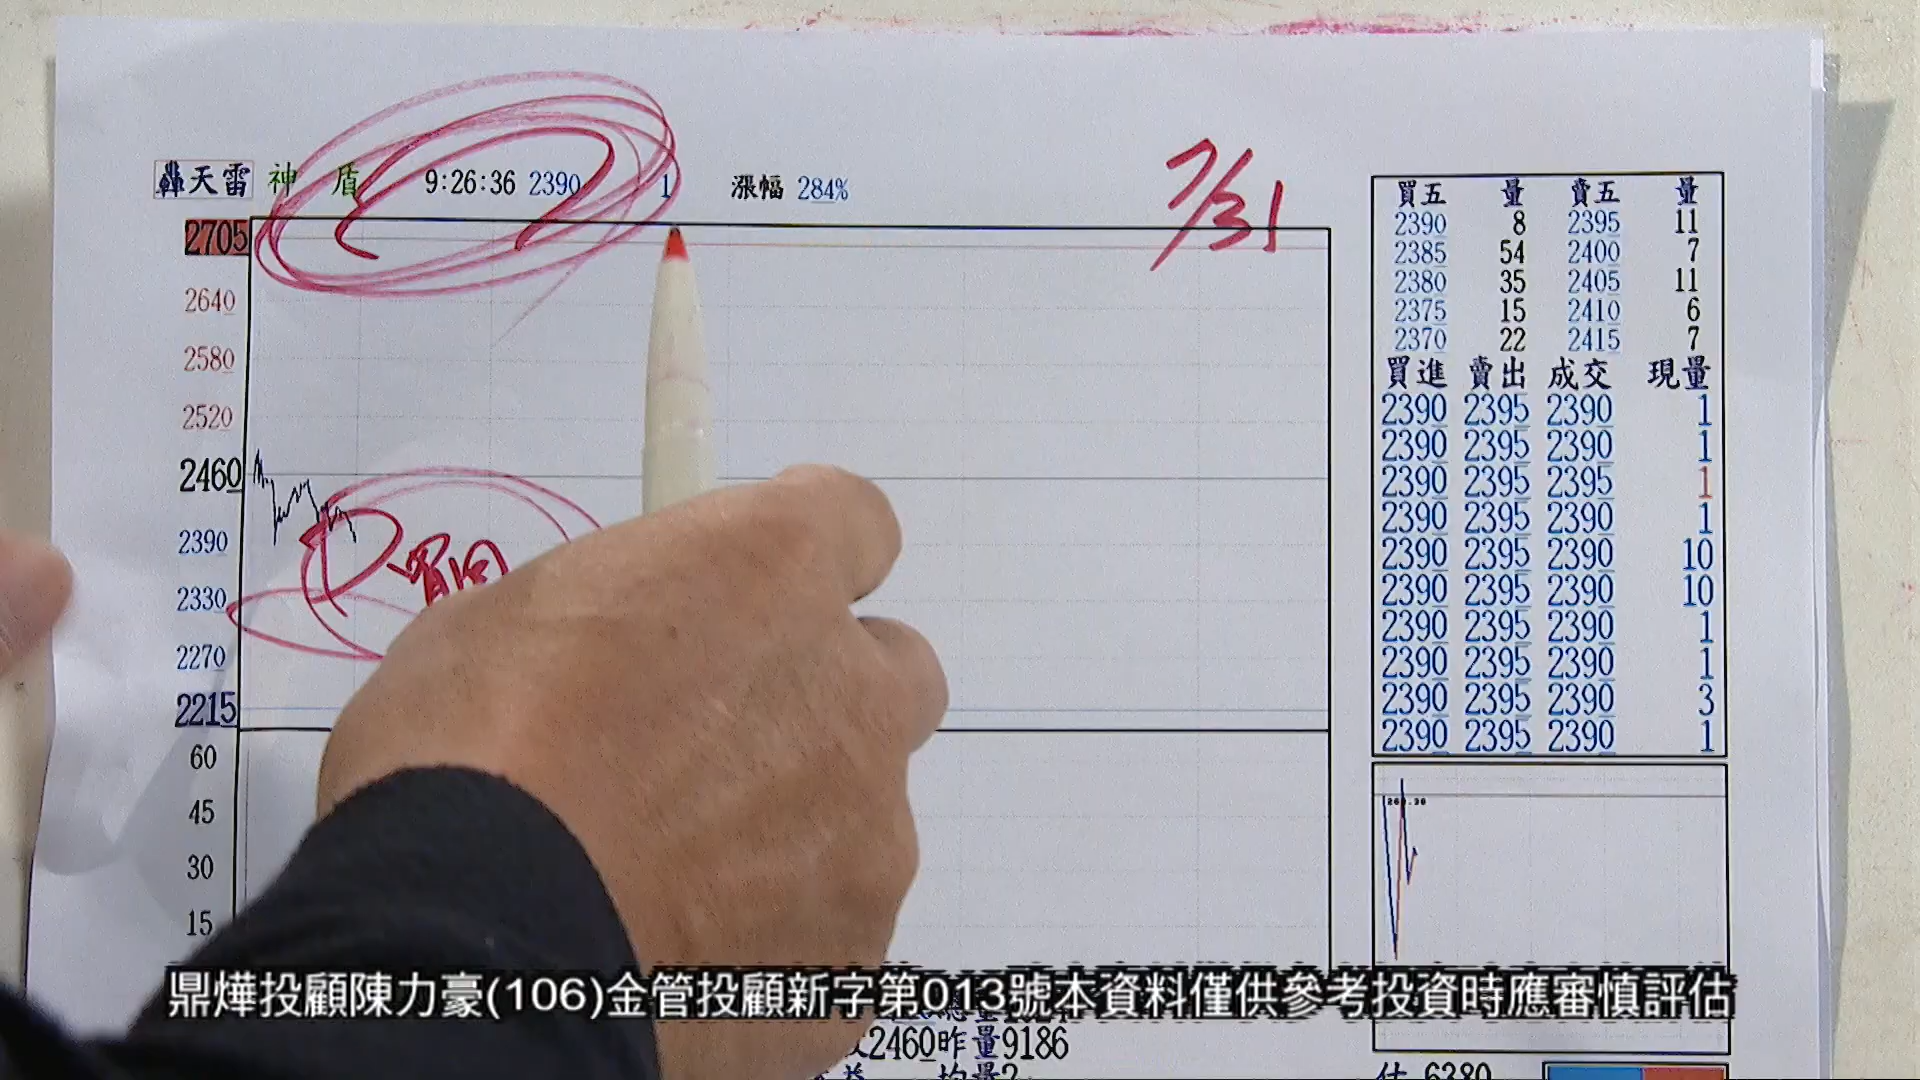 轟天雷 神盾 9:26:36 2390 1 漲幅 284%
7/31
2705
2640
2580
2520
2460
2390
2330
2270
2215
60
45
30
15
買回
買五 量 賣五 量
2390 8 2395 11
2385 54 2400 7
2380 35 2405 11
2375 15 2410 6
2370 22 2415 7
買進 賣出 成交 現量
2390 2395 2390 1
2390 2395 2390 1
2390 2395 2395 1
2390 2395 2390 1
2390 2395 2390 10
2390 2395 2390 10
2390 2395 2390 1
2390 2395 2390 1
2390 2395 2390 3
2390 2395 2390 1
鼎燁投顧陳力豪(106)金管投顧新字第013號本資料僅供參考投資時應審慎評估
2460昨量9186
估 6380